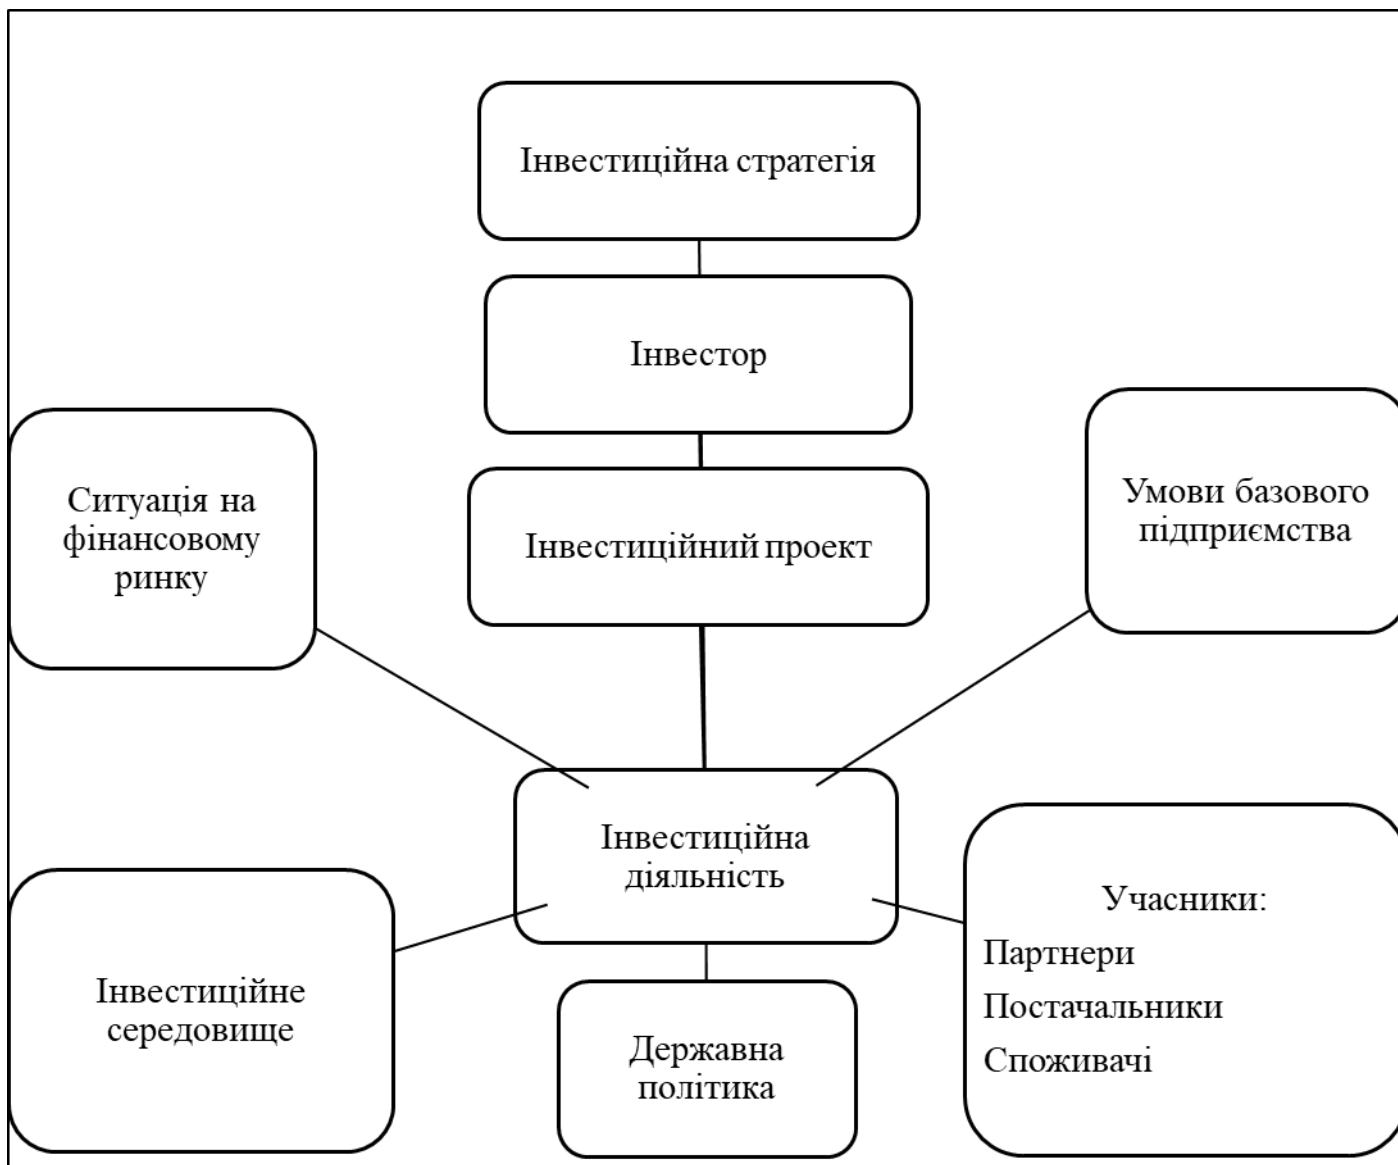 Інвестиційна стратегія
Інвестор
Інвестиційний проект
Ситуація на
фінансовому
ринку
Умови базового
підприємства
Інвестиційна
діяльність
Інвестиційне
середовище
Державна
політика
Учасники:
Партнери
Постачальники
Споживачі